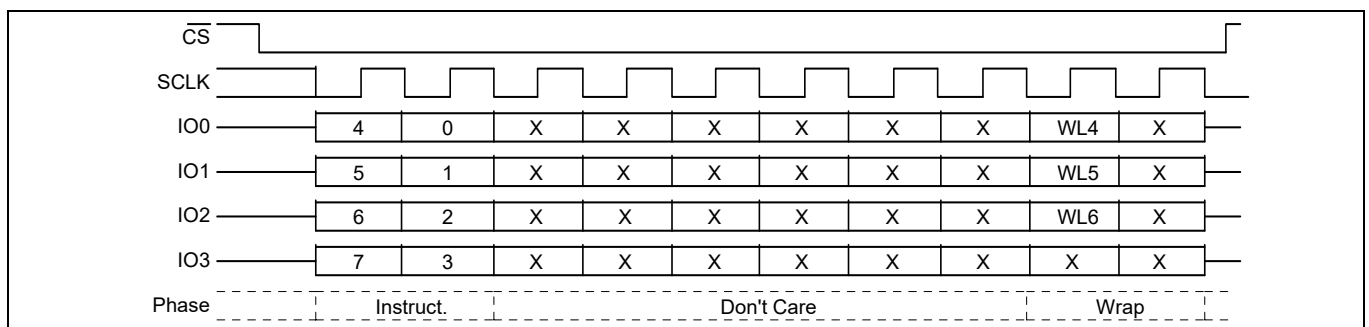 CS
SCLK
IO0 4 0 X X X X X X WL4 X
IO1 5 1 X X X X X X WL5 X
IO2 6 2 X X X X X X WL6 X
IO3 7 3 X X X X X X X X
Phase Instruct. Don't Care Wrap